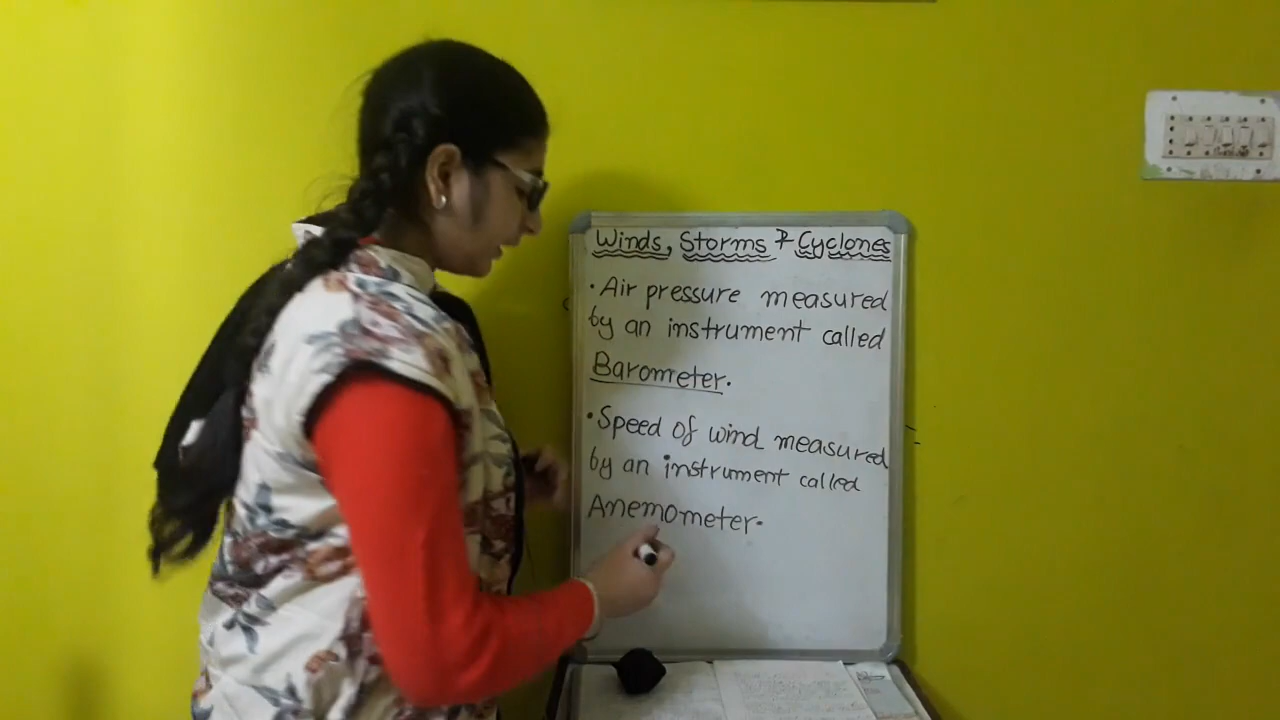 Winds, Storms & Cyclones
• Air pressure measured
by an instrument called
Barometer.
• Speed of wind measured
by an instrument called
Anemometer.